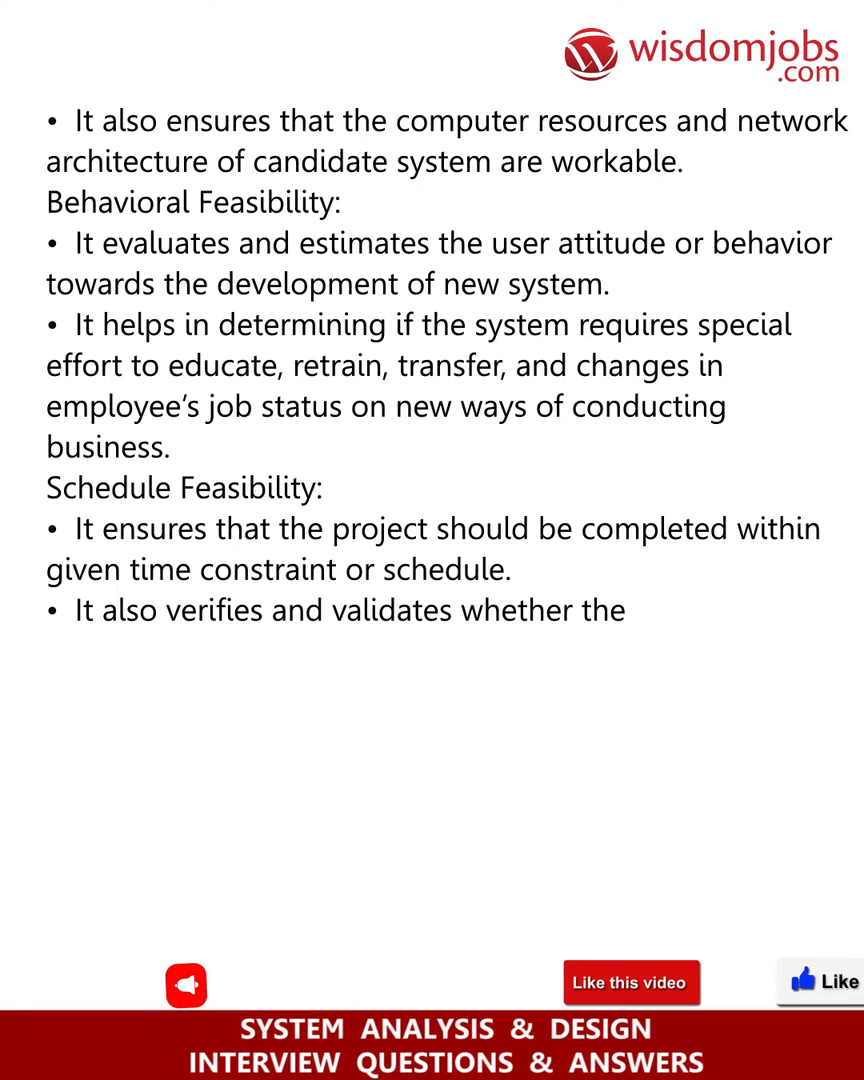 wisdomjobs
.com
• It also ensures that the computer resources and network
architecture of candidate system are workable.
Behavioral Feasibility:
• It evaluates and estimates the user attitude or behavior
towards the development of new system.
• It helps in determining if the system requires special
effort to educate, retrain, transfer, and changes in
employee’s job status on new ways of conducting
business.
Schedule Feasibility:
• It ensures that the project should be completed within
given time constraint or schedule.
• It also verifies and validates whether the
Like this video
Like
SYSTEM ANALYSIS & DESIGN
INTERVIEW QUESTIONS & ANSWERS